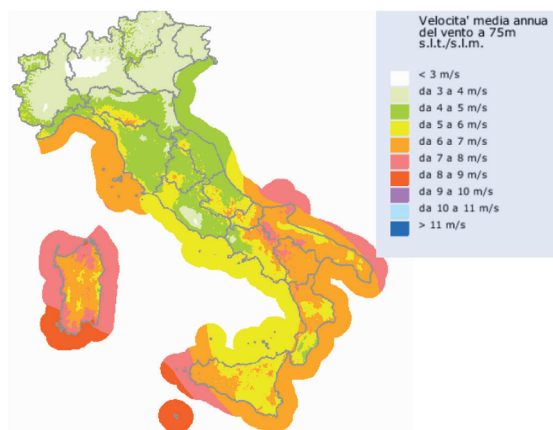 Velocita' media annua
del vento a 75m
s.l.t./s.l.m.
< 3 m/s
da 3 a 4 m/s
da 4 a 5 m/s
da 5 a 6 m/s
da 6 a 7 m/s
da 7 a 8 m/s
da 8 a 9 m/s
da 9 a 10 m/s
da 10 a 11 m/s
> 11 m/s